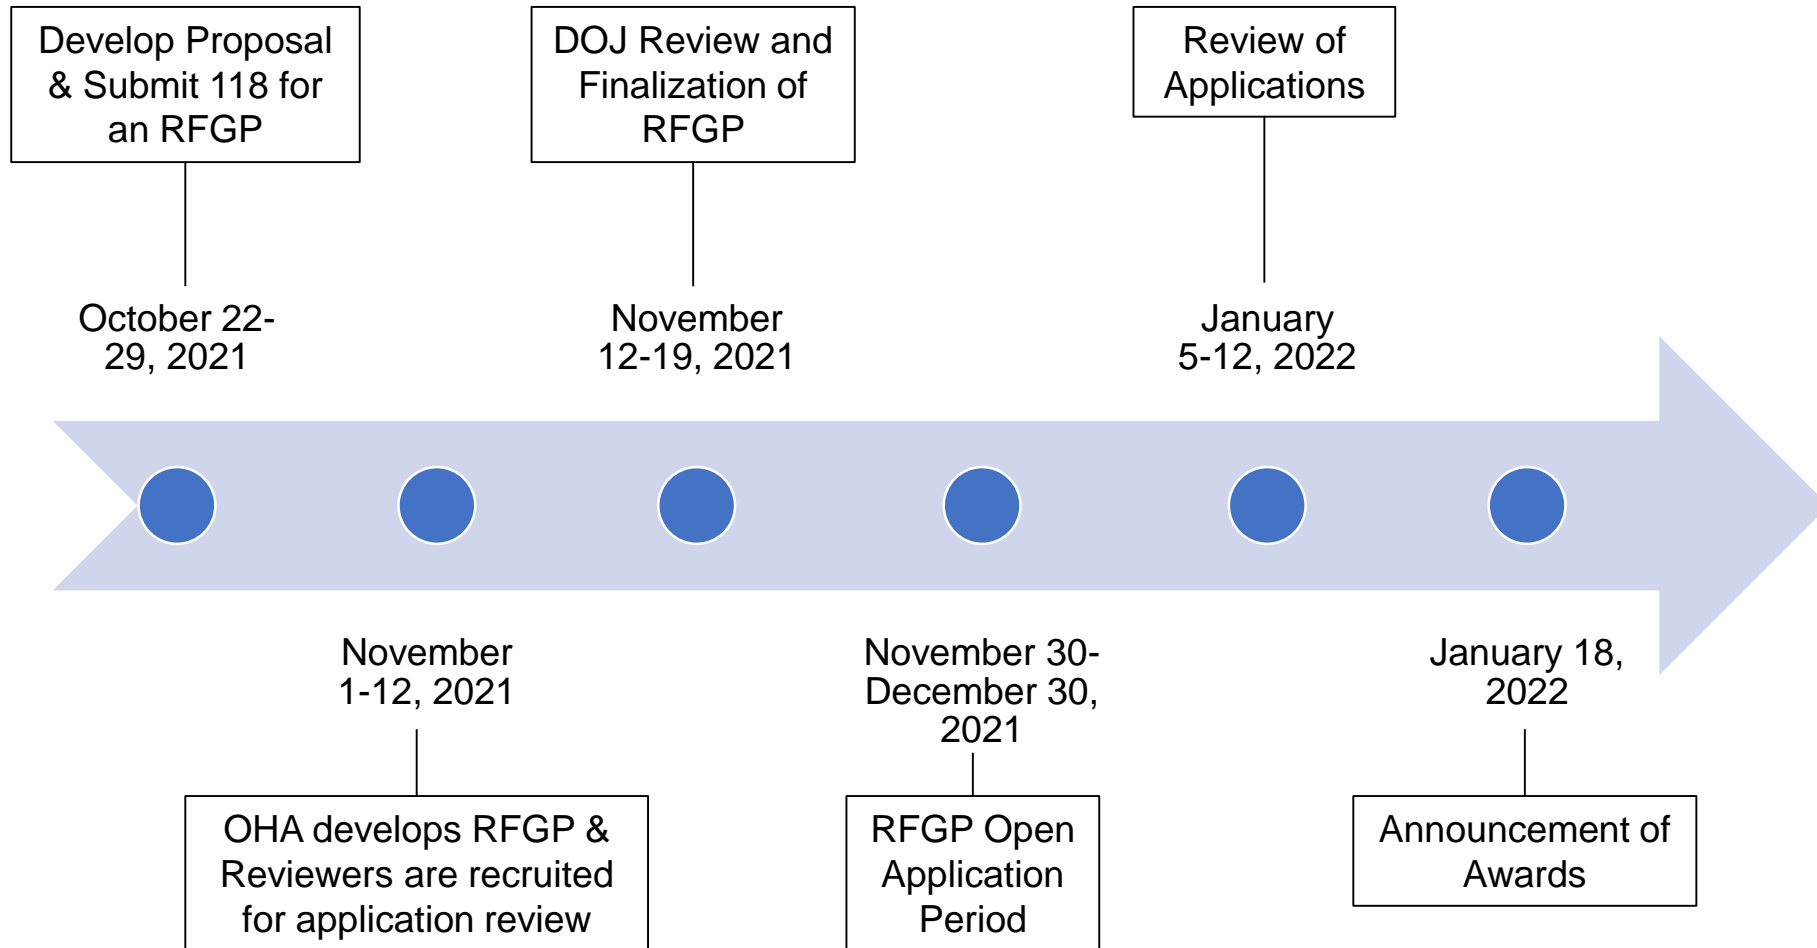 Develop Proposal
& Submit 118 for
an RFGP
DOJ Review and
Finalization of
RFGP
Review of
Applications
October 22-
29, 2021
November
12-19, 2021
January
5-12, 2022
November
1-12, 2021
November 30-
December 30,
2021
January 18,
2022
OHA develops RFGP &
Reviewers are recruited
for application review
RFGP Open
Application
Period
Announcement of
Awards